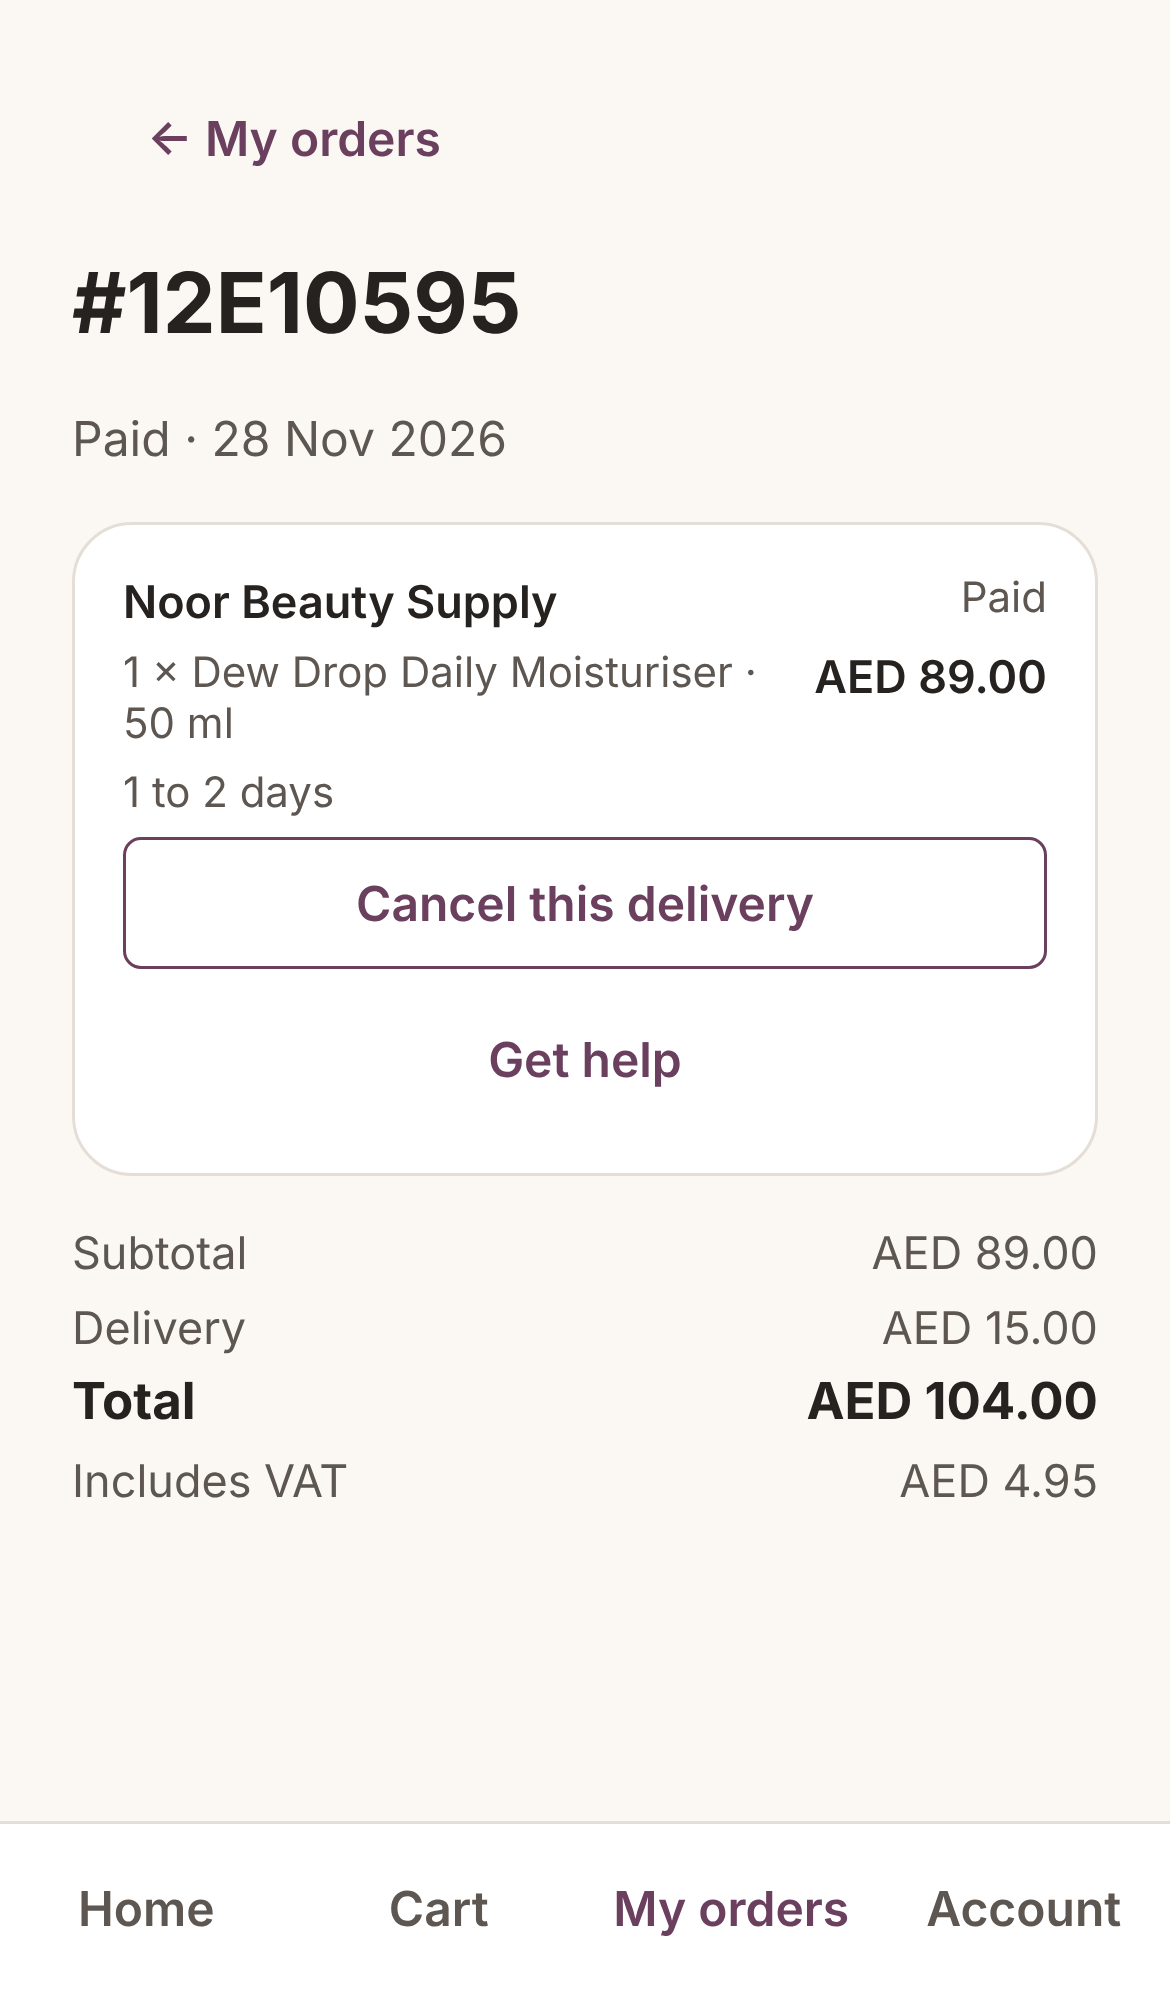 ← My orders
#12E10595
Paid · 28 Nov 2026
Noor Beauty Supply
Paid
1 × Dew Drop Daily Moisturiser ·
50 ml
AED 89.00
1 to 2 days
Cancel this delivery
Get help
Subtotal AED 89.00
Delivery AED 15.00
Total AED 104.00
Includes VAT AED 4.95
Home Cart My orders Account